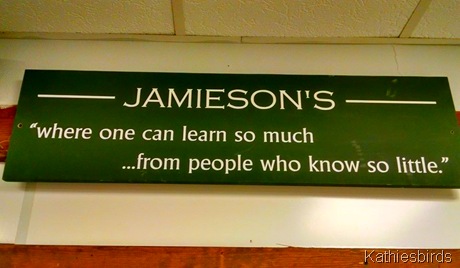 JAMIESON'S
"where one can learn so much
...from people who know so little."
Kathiesbirds